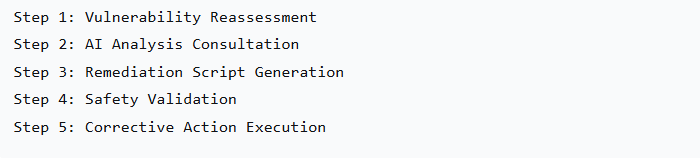 Step 1: Vulnerability Reassessment
Step 2: AI Analysis Consultation
Step 3: Remediation Script Generation
Step 4: Safety Validation
Step 5: Corrective Action Execution